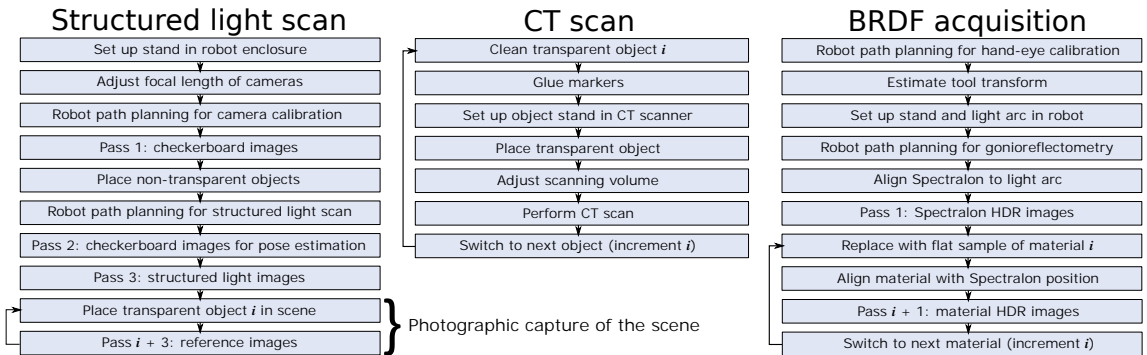 Structured light scan
Set up stand in robot enclosure
Adjust focal length of cameras
Robot path planning for camera calibration
Pass 1: checkerboard images
Place non-transparent objects
Robot path planning for structured light scan
Pass 2: checkerboard images for pose estimation
Pass 3: structured light images
Place transparent object i in scene
Pass i + 3: reference images
Photographic capture of the scene
CT scan
Clean transparent object i
Glue markers
Set up object stand in CT scanner
Place transparent object
Adjust scanning volume
Perform CT scan
Switch to next object (increment i)
BRDF acquisition
Robot path planning for hand-eye calibration
Estimate tool transform
Set up stand and light arc in robot
Robot path planning for gonioreflectometry
Align Spectralon to light arc
Pass 1: Spectralon HDR images
Replace with flat sample of material i
Align material with Spectralon position
Pass i + 1: material HDR images
Switch to next material (increment i)